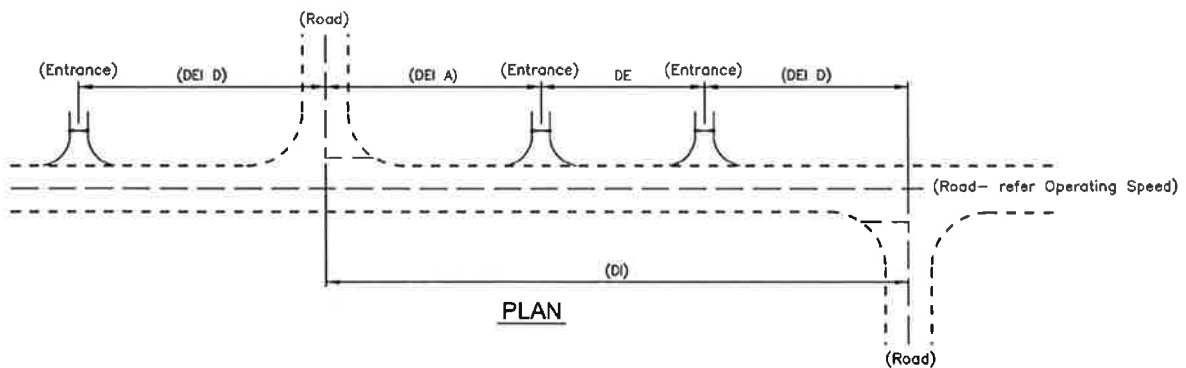 (Road)
(Entrance) (DEI D) (DEI A) (Entrance) DE (Entrance) (DEI D)
(Road- refer Operating Speed)
(DI)
PLAN
(Road)